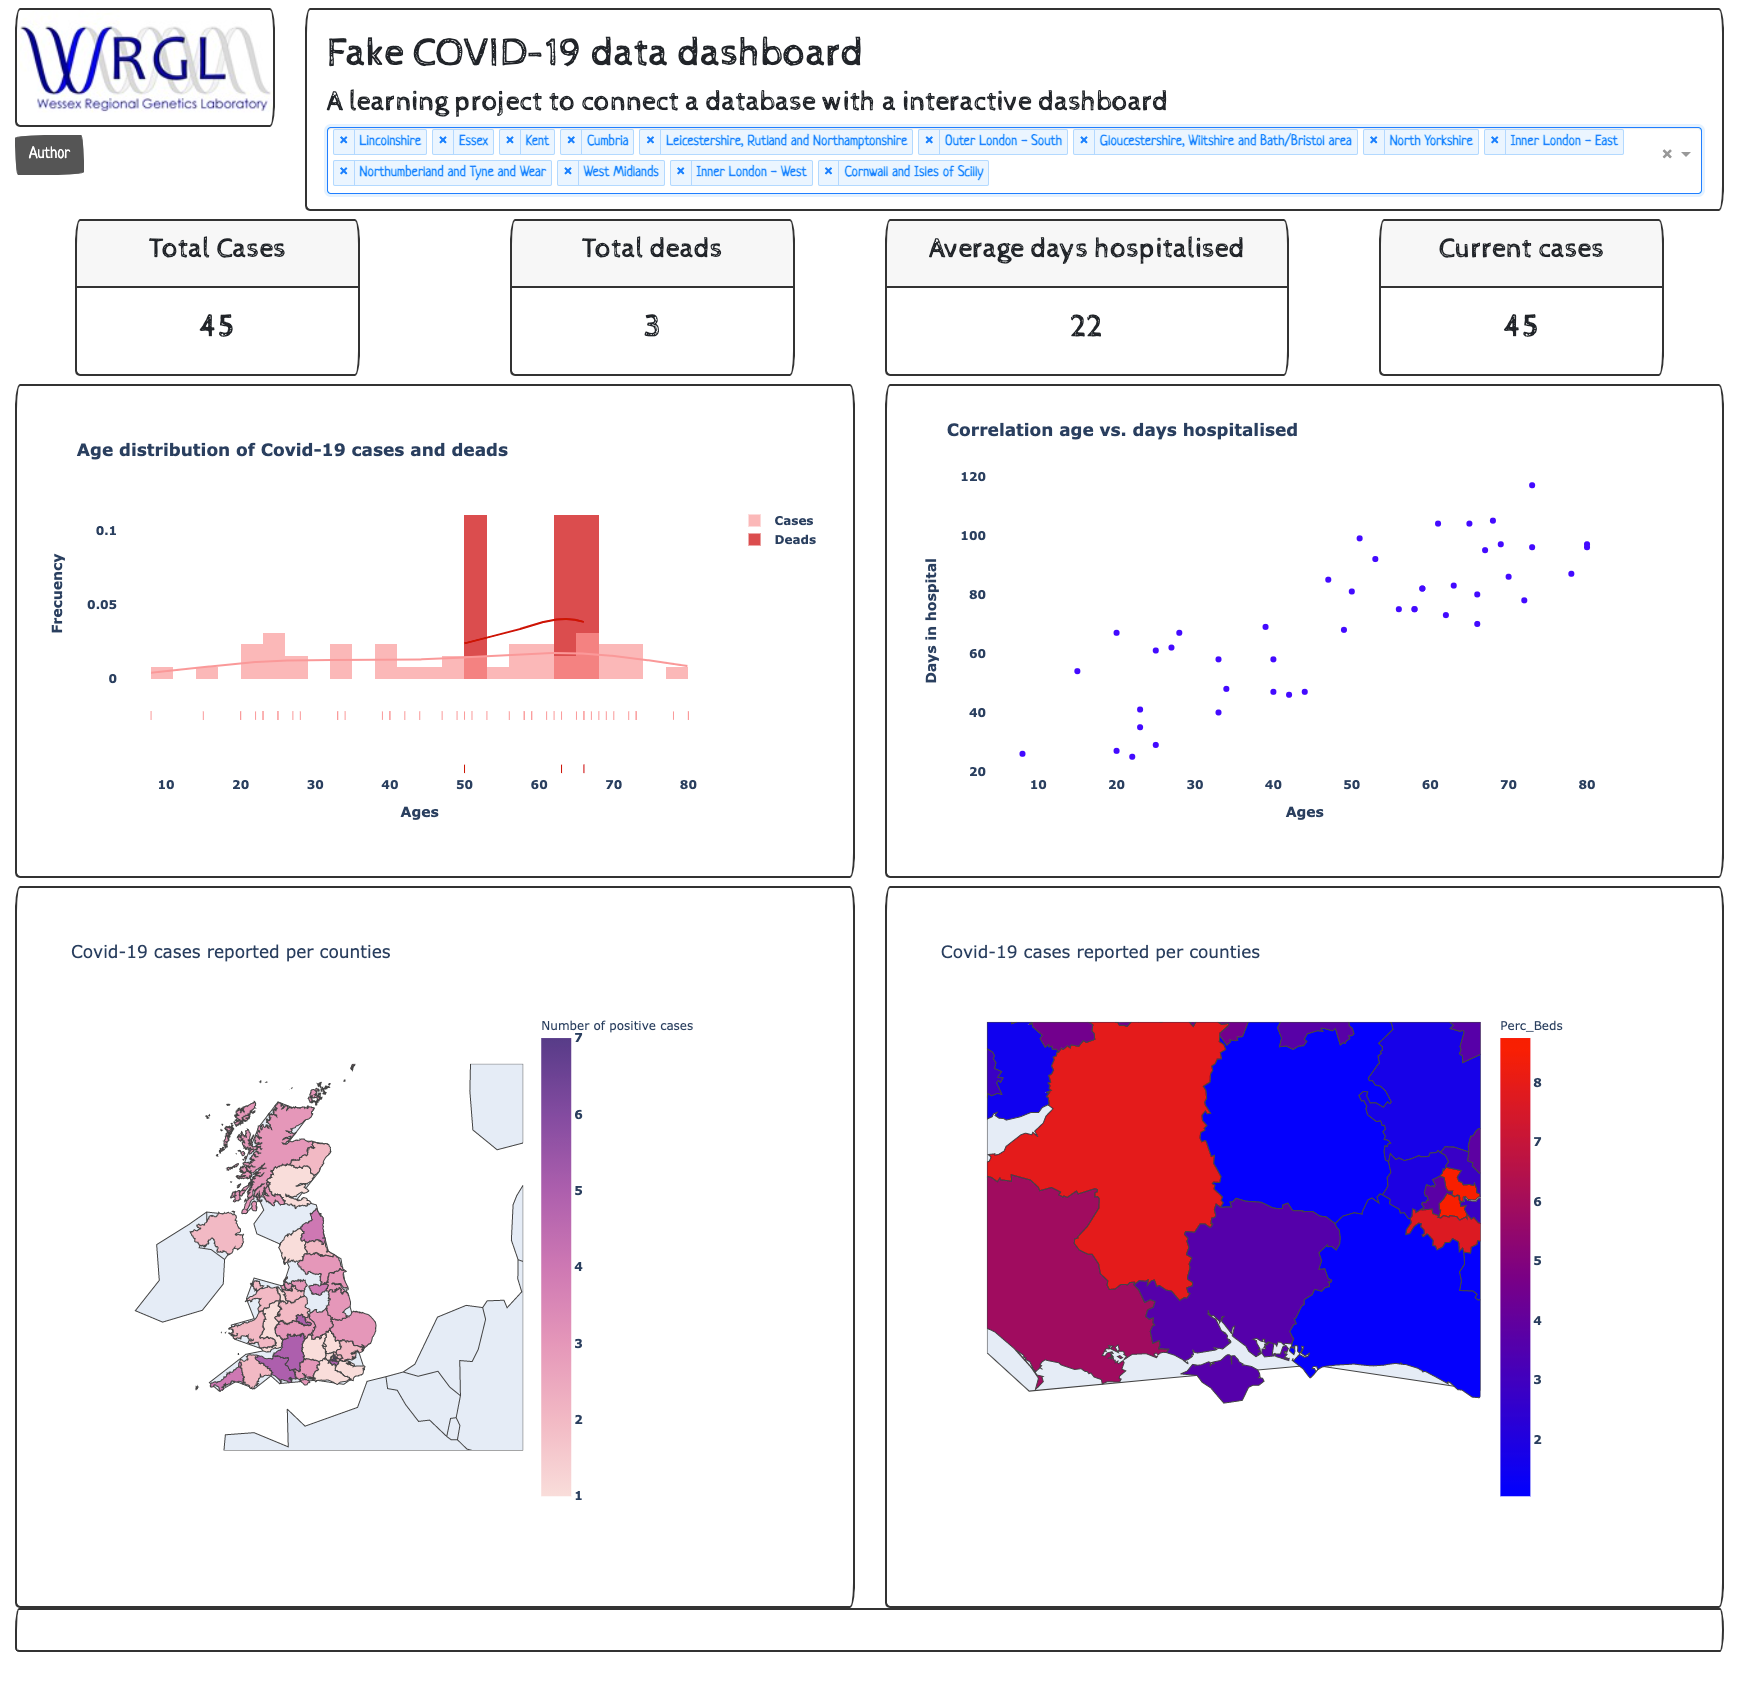 WRGL
Wessex Regional Genetics Laboratory
Author
Fake COVID-19 data dashboard
A learning project to connect a database with a interactive dashboard
× Lincolnshire × Essex × Kent × Cumbria × Leicestershire, Rutland and Northamptonshire × Outer London - South × Gloucestershire, Wiltshire and Bath/Bristol area × North Yorkshire × Inner London - East
× Northumberland and Tyne and Wear × West Midlands × Inner London - West × Cornwall and Isles of Scilly
×
Total Cases
45
Total deads
3
Average days hospitalised
22
Current cases
45
Age distribution of Covid-19 cases and deads
Frecuency
0.1
0.05
0
Cases
Deads
10 20 30 40 50 60 70 80
Ages
Correlation age vs. days hospitalised
Days in hospital
120
100
80
60
40
20
10 20 30 40 50 60 70 80
Ages
Covid-19 cases reported per counties
Number of positive cases
7
6
5
4
3
2
1
Covid-19 cases reported per counties
Perc_Beds
8
7
6
5
4
3
2